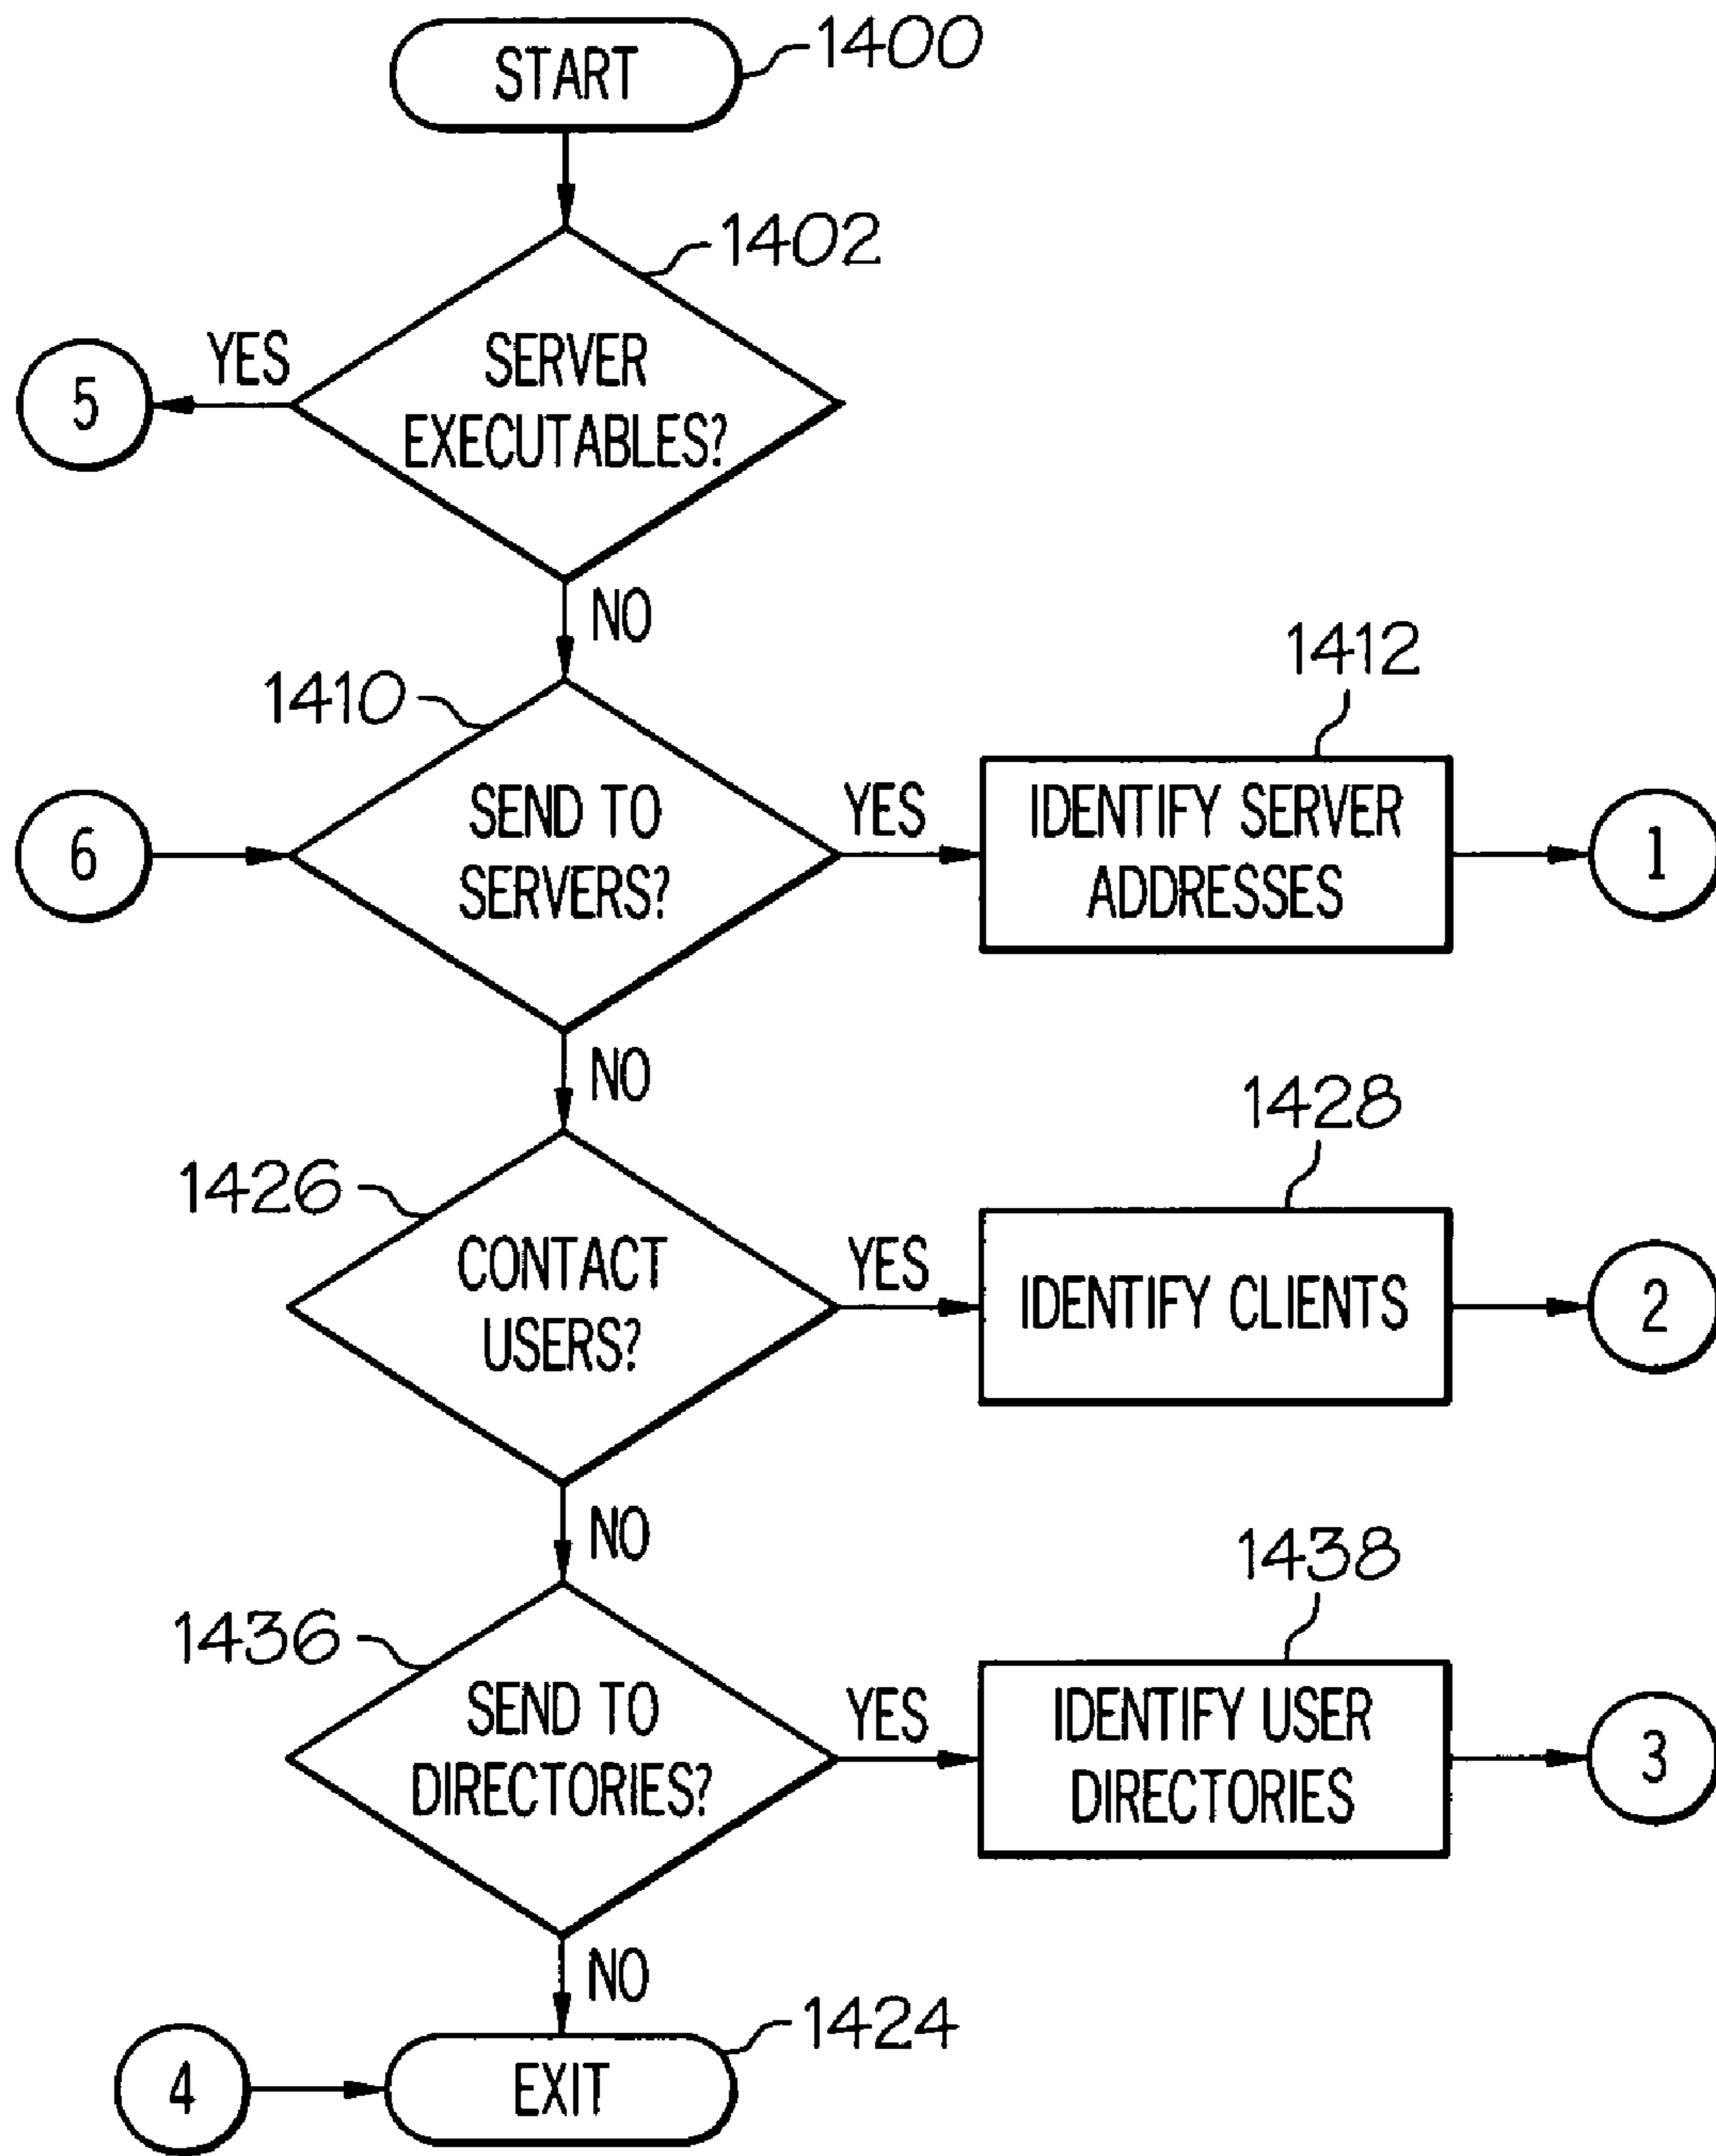 START
1400
1402
SERVER
EXECUTABLES?
YES
5
NO
1410
1412
6
SEND TO
SERVERS?
YES
IDENTIFY SERVER
ADDRESSES
1
NO
1426
1428
CONTACT
USERS?
YES
IDENTIFY CLIENTS
2
NO
1436
1438
SEND TO
DIRECTORIES?
YES
IDENTIFY USER
DIRECTORIES
3
NO
1424
4
EXIT